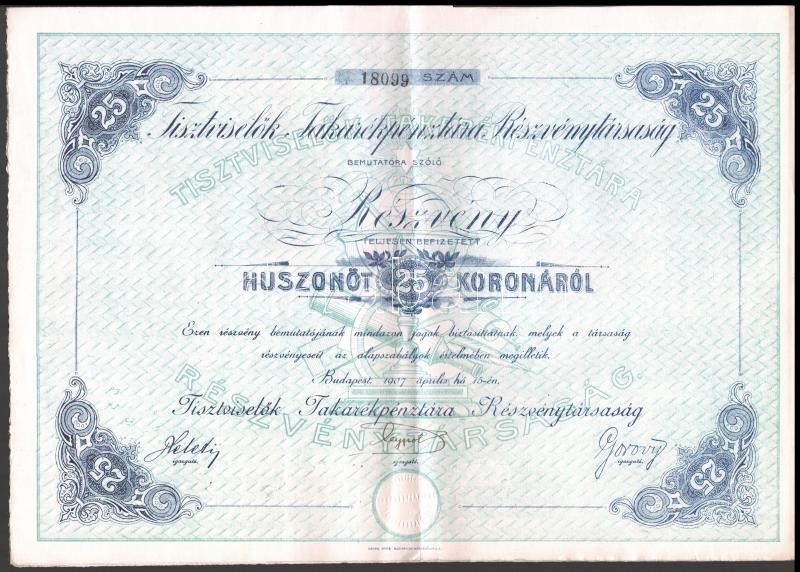 18099 SZÁM
25 25
Tisztviselők Takarékpénztára Részvénytársaság
TISZTVISELŐK TAKARÉKPÉNZTÁRA
BEMUTATÓRA SZÓLÓ
Részvény
TELJESEN BEFIZETETT
HUSZONÖT 25 KORONÁRÓL
Ezen részvény bemutatójának mindazon jogok biztosíttatnak, melyek a társaság
részvényeseit az alapszabályok értelmében megilletik.
Budapest, 1907 április hó 15-én.
RÉSZVÉNYTÁRSASÁG.
Tisztviselők Takarékpénztára Részvénytársaság
igazgató. igazgató. igazgató.
25 25